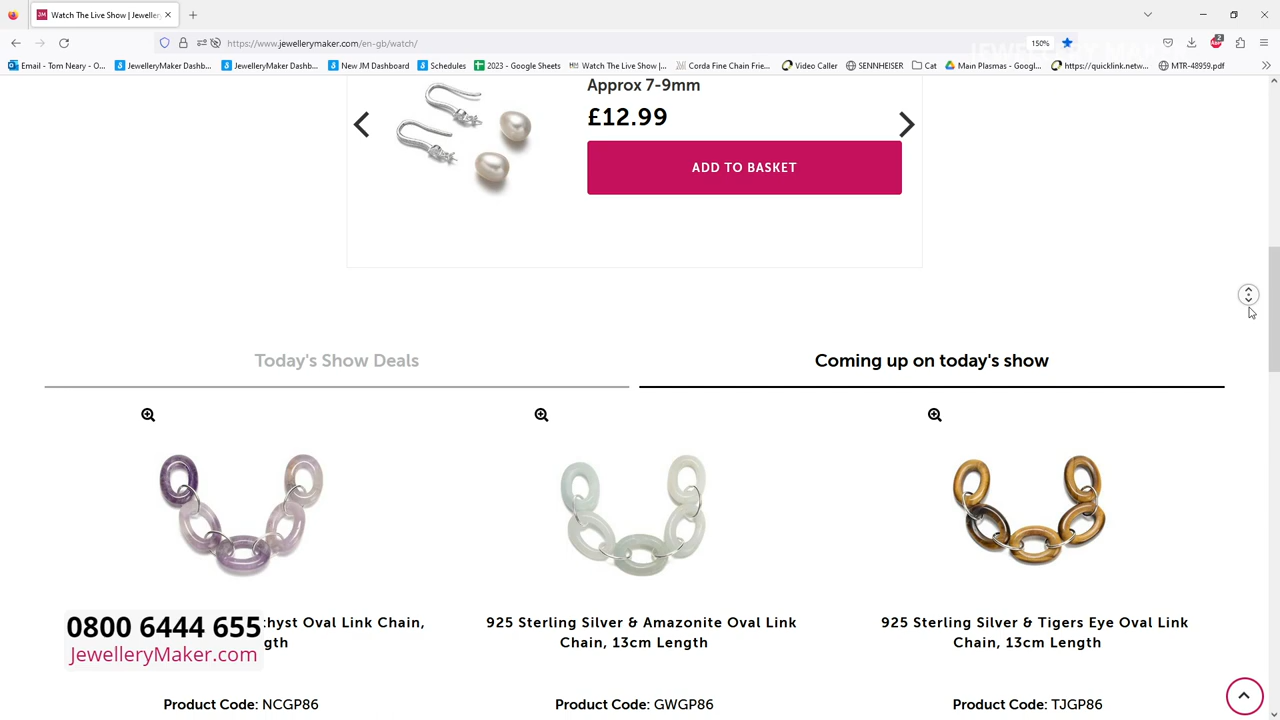 JM Watch The Live Show | Jeweller
https://www.jewellerymaker.com/en-gb/watch/
150%
2
Email - Tom Neary - O...
JewelleryMaker Dashb...
JewelleryMaker Dashb...
New JM Dashboard
Schedules
2023 - Google Sheets
Watch The Live Show |...
Corda Fine Chain Frie...
Video Caller
SENNHEISER
Cat
Main Plasmas - Googl...
https://quicklink.netw...
MTR-48959.pdf
Approx 7-9mm
£12.99
ADD TO BASKET
Today's Show Deals
Coming up on today's show
thyst Oval Link Chain,
gth
Product Code: NCGP86
925 Sterling Silver & Amazonite Oval Link
Chain, 13cm Length
Product Code: GWGP86
925 Sterling Silver & Tigers Eye Oval Link
Chain, 13cm Length
Product Code: TJGP86
0800 6444 655
JewelleryMaker.com